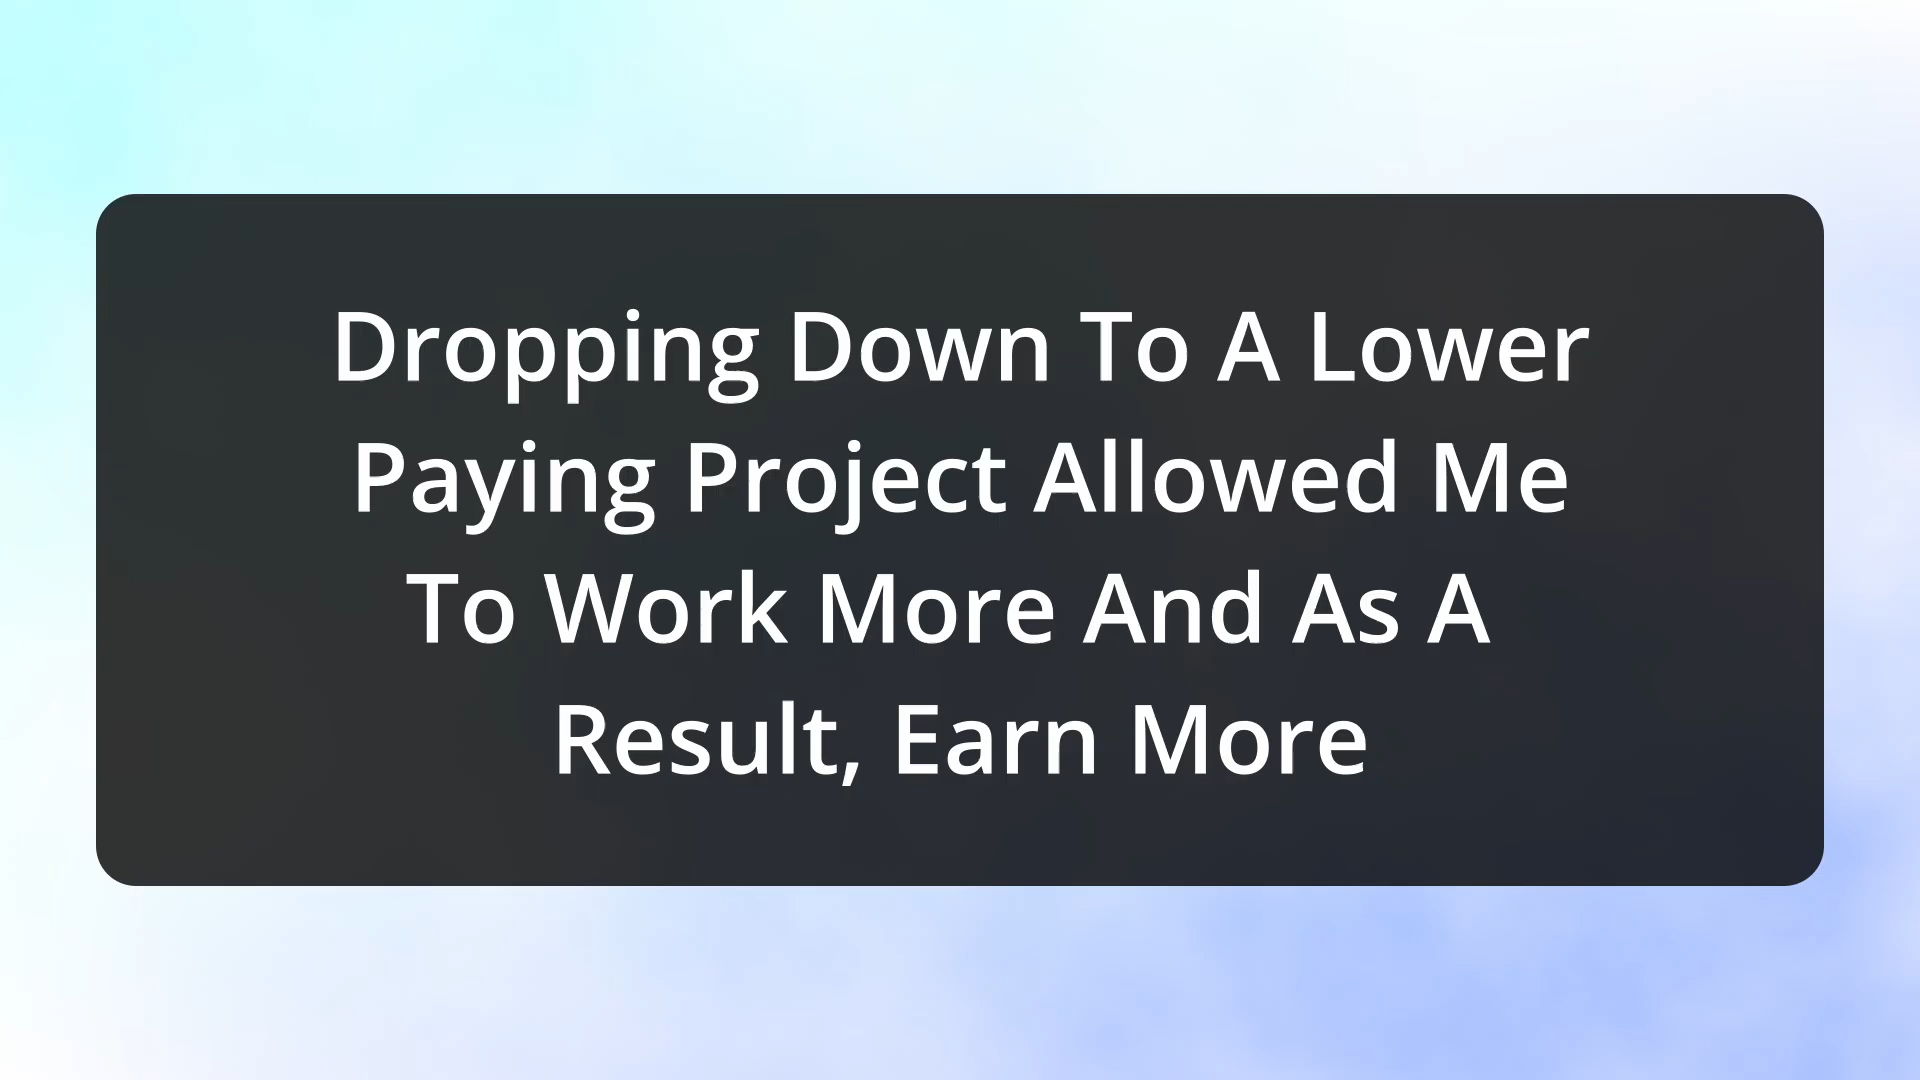 Dropping Down To A Lower
Paying Project Allowed Me
To Work More And As A
Result, Earn More